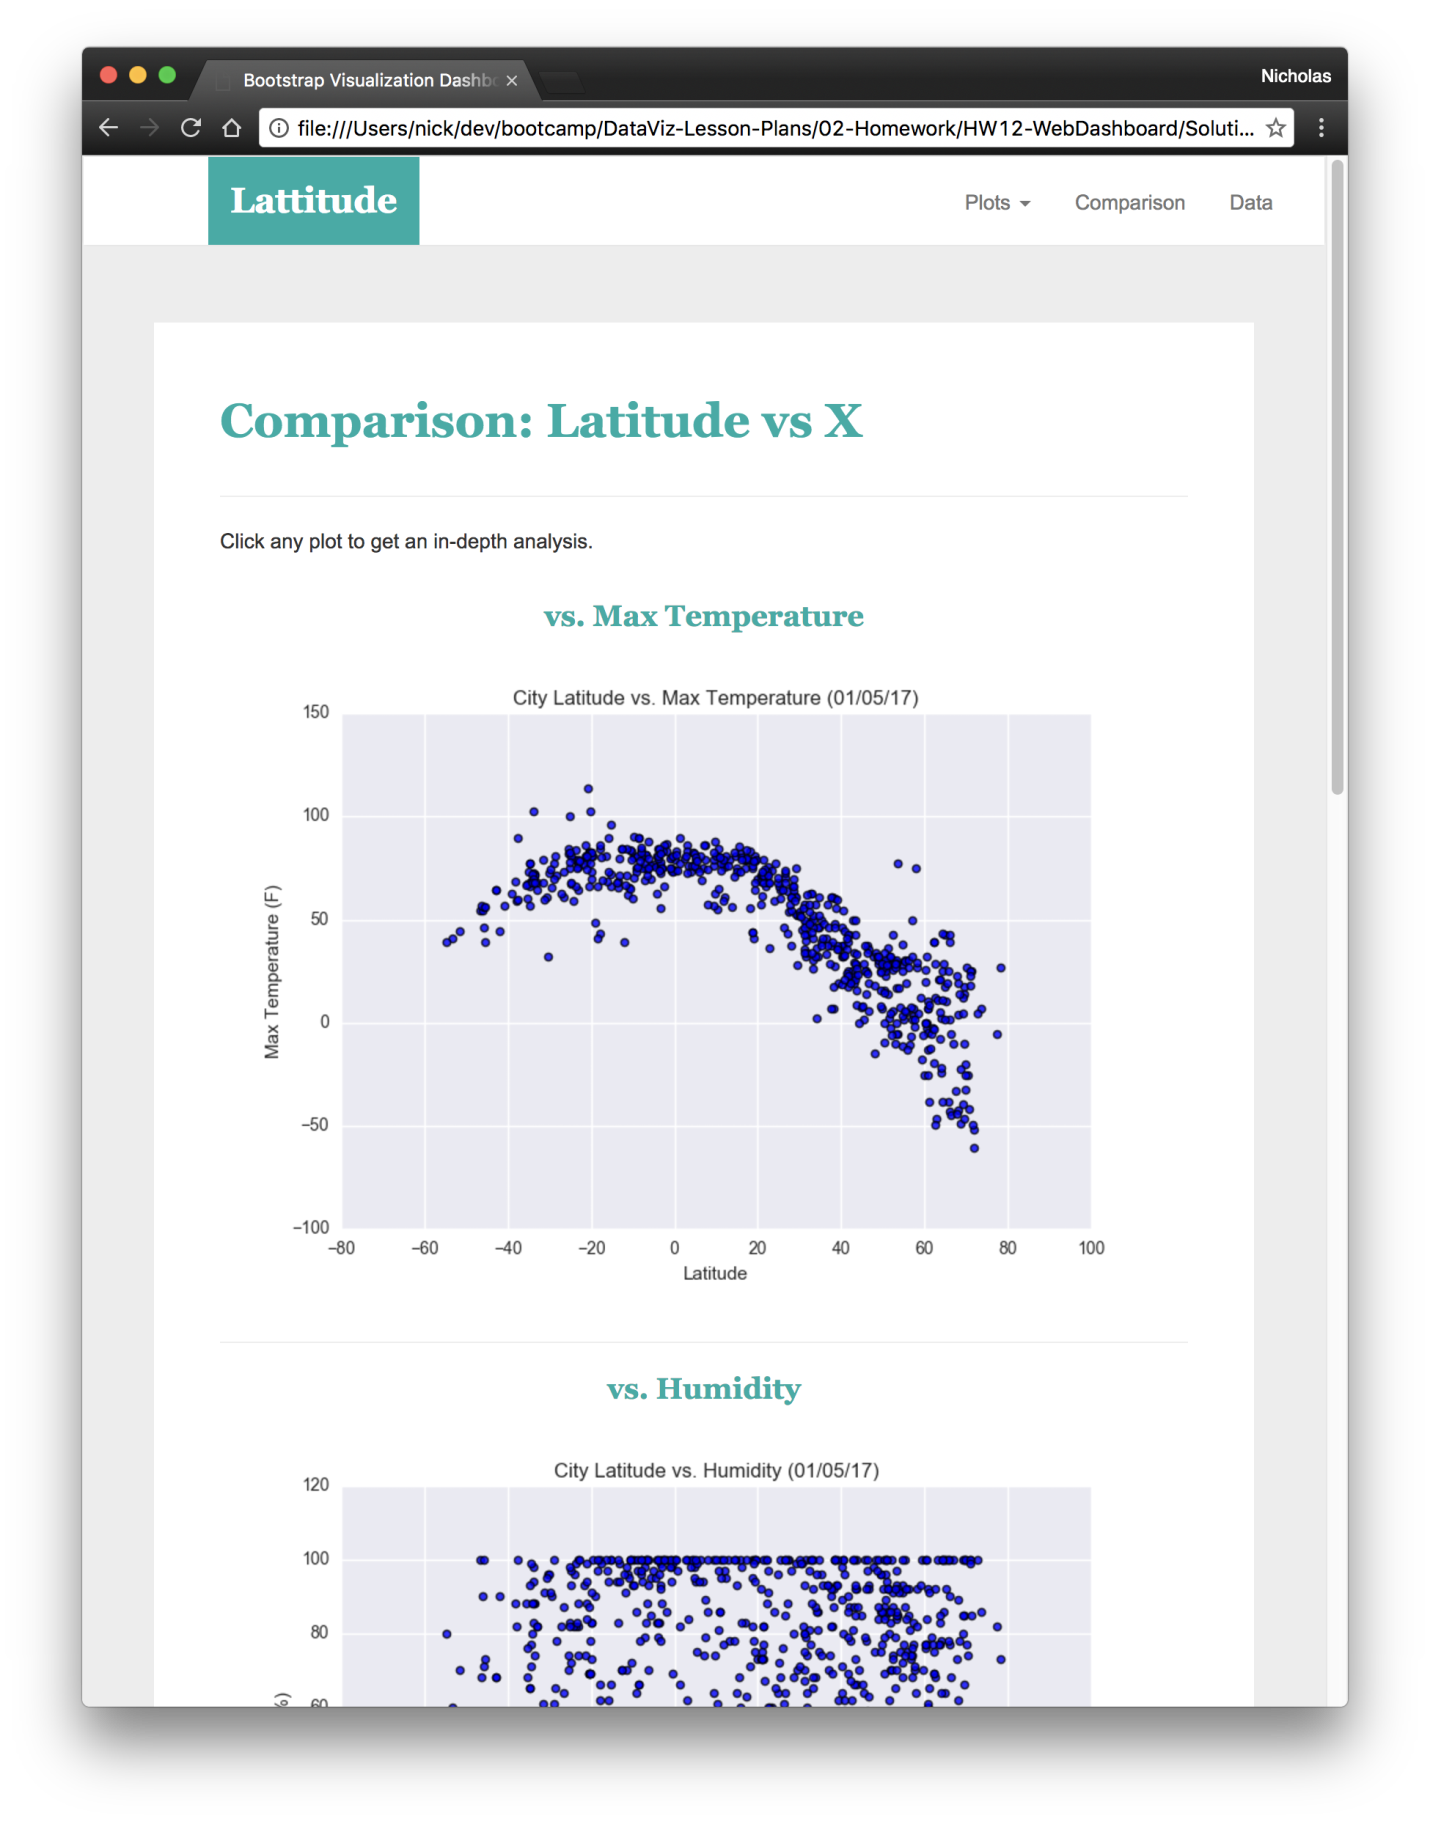 Bootstrap Visualization Dashbo
Nicholas
file:///Users/nick/dev/bootcamp/DataViz-Lesson-Plans/02-Homework/HW12-WebDashboard/Soluti...
Lattitude
Plots Comparison Data
Comparison: Latitude vs X
Click any plot to get an in-depth analysis.
vs. Max Temperature
City Latitude vs. Max Temperature (01/05/17)
150
100
50
0
−50
−100
Max Temperature (F)
−80 −60 −40 −20 0 20 40 60 80 100
Latitude
vs. Humidity
City Latitude vs. Humidity (01/05/17)
120
100
80
60
%)